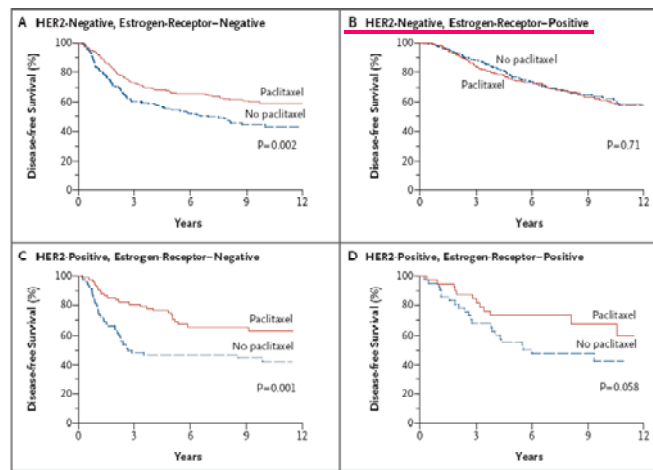 A HER2-Negative, Estrogen-Receptor–Negative
Disease-free Survival (%)
100
80
60
40
20
0
Paclitaxel
No paclitaxel
P=0.002
0 3 6 9 12
Years
B HER2-Negative, Estrogen-Receptor–Positive
Disease-free Survival (%)
100
80
60
40
20
0
No paclitaxel
Paclitaxel
P=0.71
0 3 6 9 12
Years
C HER2-Positive, Estrogen-Receptor–Negative
Disease-free Survival (%)
100
80
60
40
20
0
Paclitaxel
No paclitaxel
P=0.001
0 3 6 9 12
Years
D HER2-Positive, Estrogen-Receptor–Positive
Disease-free Survival (%)
100
80
60
40
20
0
Paclitaxel
No paclitaxel
P=0.058
0 3 6 9 12
Years